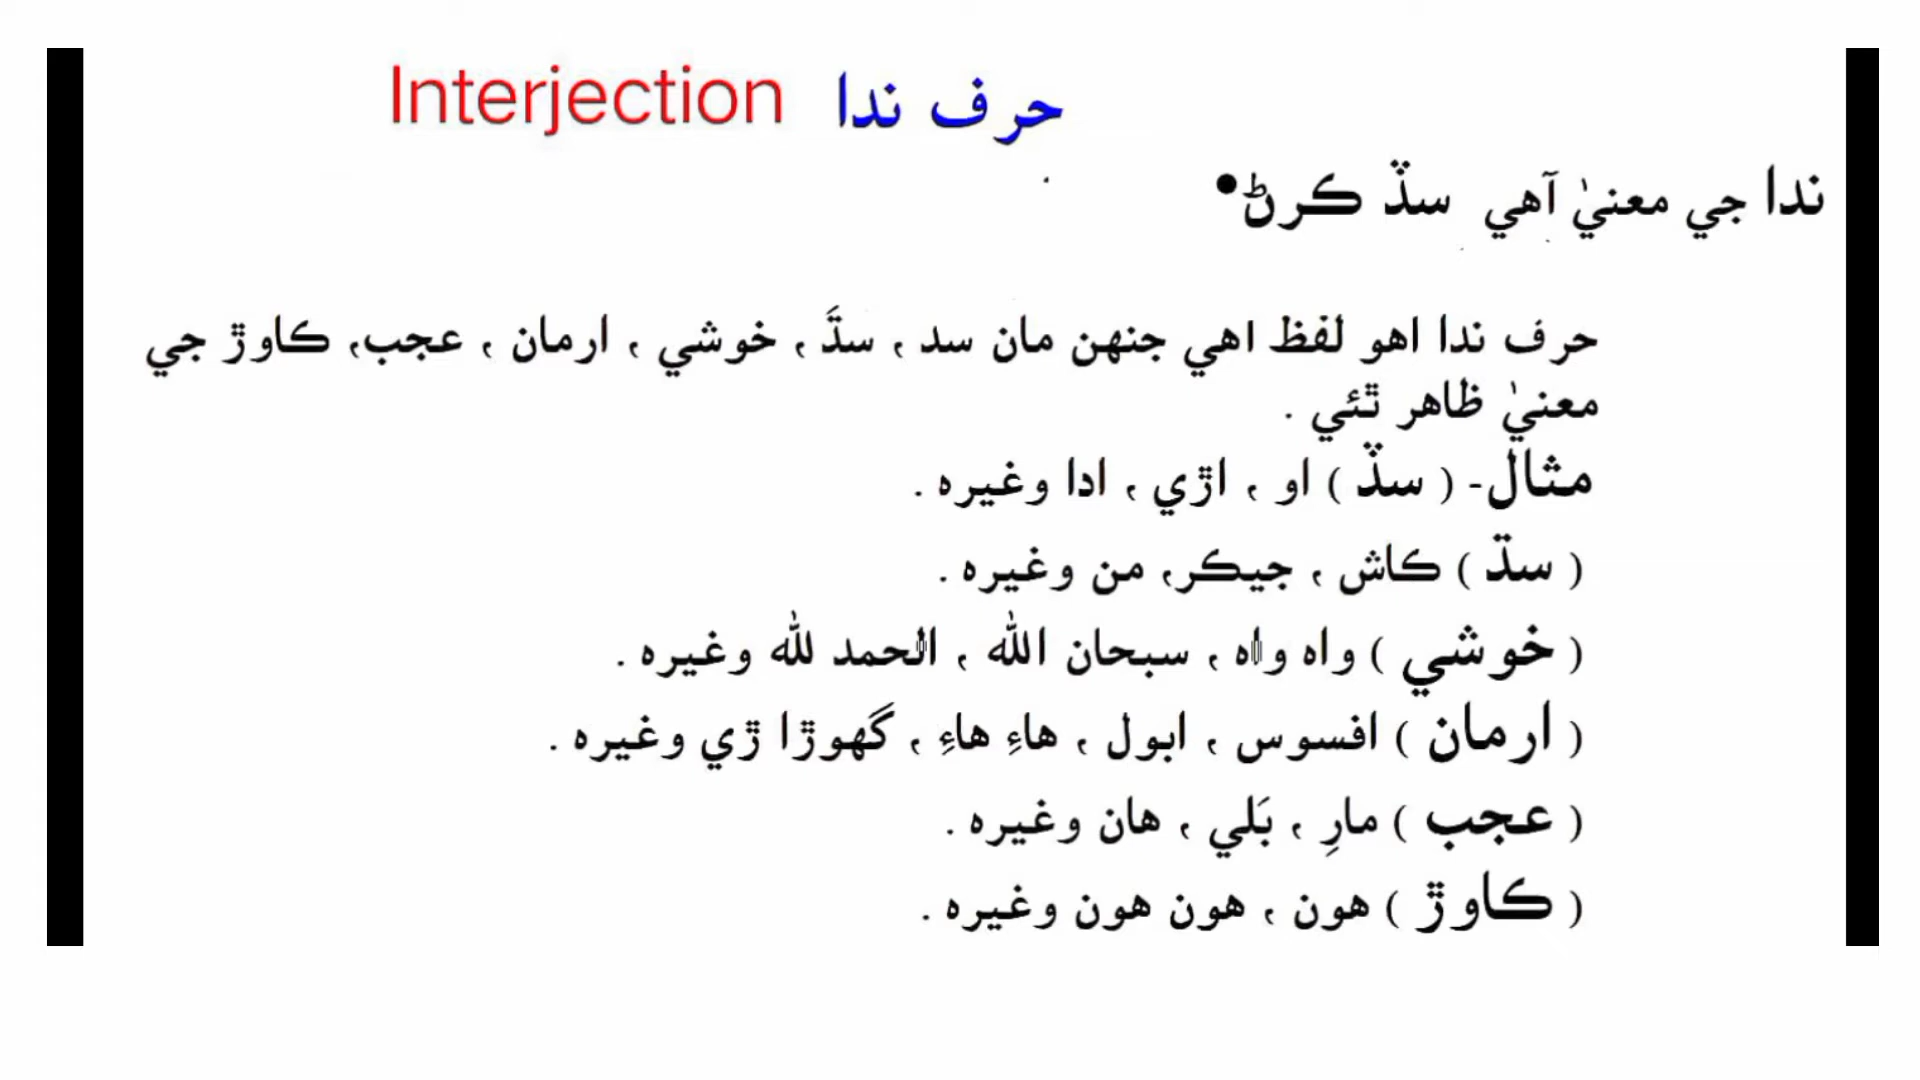 حرف ندا Interjection
ندا جي معنيٰ آهي سڏ ڪرڻ•
حرف ندا اهو لفظ اهي جنهن مان سد ، سڌَ ، خوشي ، ارمان ، عجب، ڪاوڙ جي
معنيٰ ظاهر ٿئي .
مثال- ( سڏ ) او ، اڙي ، ادا وغيره .
( سڌ ) ڪاش ، جيڪر، من وغيره .
( خوشي ) واه واه ، سبحان الله ، الحمد لله وغيره .
( ارمان ) افسوس ، ابول ، هاءِ هاءِ ، گهوڙا ڙي وغيره .
( عجب ) مارِ ، بَلي ، هان وغيره .
( ڪاوڙ ) هون ، هون هون وغيره .